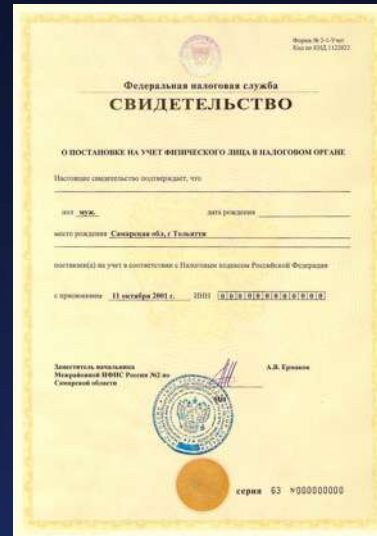 Форма № 2-1-Учет
Код по КНД 1122022
Федеральная налоговая служба
СВИДЕТЕЛЬСТВО
О ПОСТАНОВКЕ НА УЧЕТ ФИЗИЧЕСКОГО ЛИЦА В НАЛОГОВОМ ОРГАНЕ
Настоящее свидетельство подтверждает, что
пол муж. дата рождения
место рождения Самарская обл, г Тольятти
поставлен(а) на учет в соответствии с Налоговым кодексом Российской Федерации
с присвоением 11 октября 2001 г. ИНН 000000000000
Заместитель начальника А.В. Ермаков
Межрайонной ИФНС России №2 по
Самарской области
серия 63 №000000000